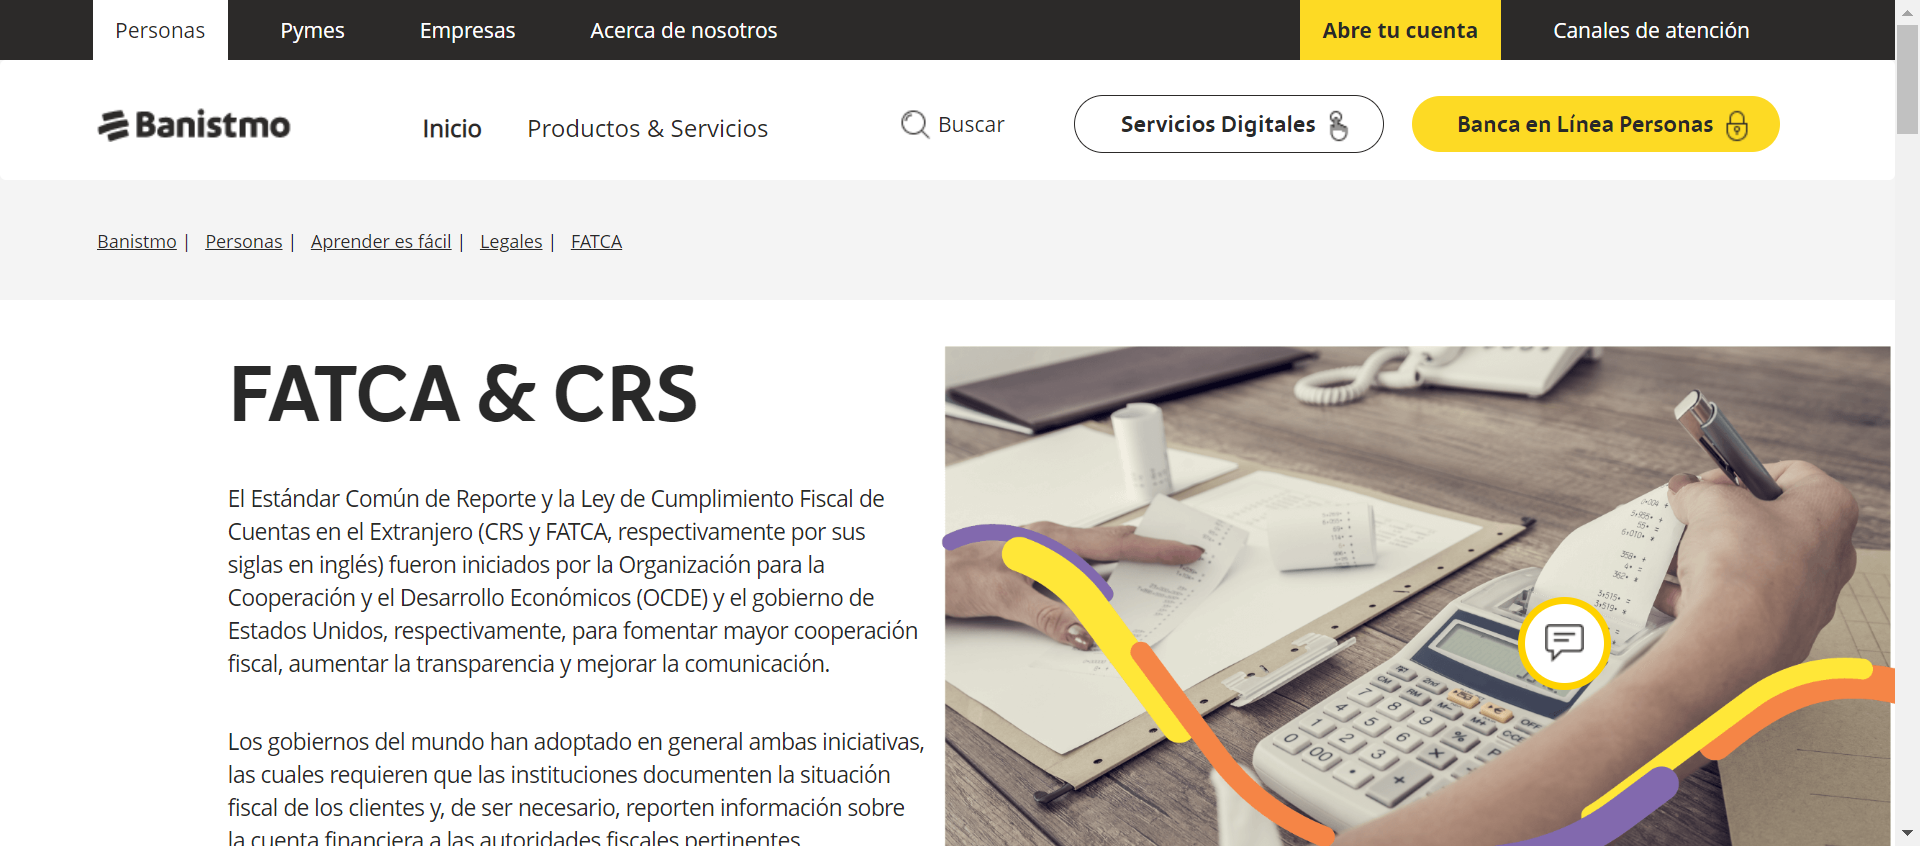 Personas Pymes Empresas Acerca de nosotros Abre tu cuenta Canales de atención
Banistmo Inicio Productos & Servicios Buscar Servicios Digitales Banca en Línea Personas
Banistmo | Personas | Aprender es fácil | Legales | FATCA
FATCA & CRS
El Estándar Común de Reporte y la Ley de Cumplimiento Fiscal de
Cuentas en el Extranjero (CRS y FATCA, respectivamente por sus
siglas en inglés) fueron iniciados por la Organización para la
Cooperación y el Desarrollo Económicos (OCDE) y el gobierno de
Estados Unidos, respectivamente, para fomentar mayor cooperación
fiscal, aumentar la transparencia y mejorar la comunicación.
Los gobiernos del mundo han adoptado en general ambas iniciativas,
las cuales requieren que las instituciones documenten la situación
fiscal de los clientes y, de ser necesario, reporten información sobre
la cuenta financiera a las autoridades fiscales pertinentes